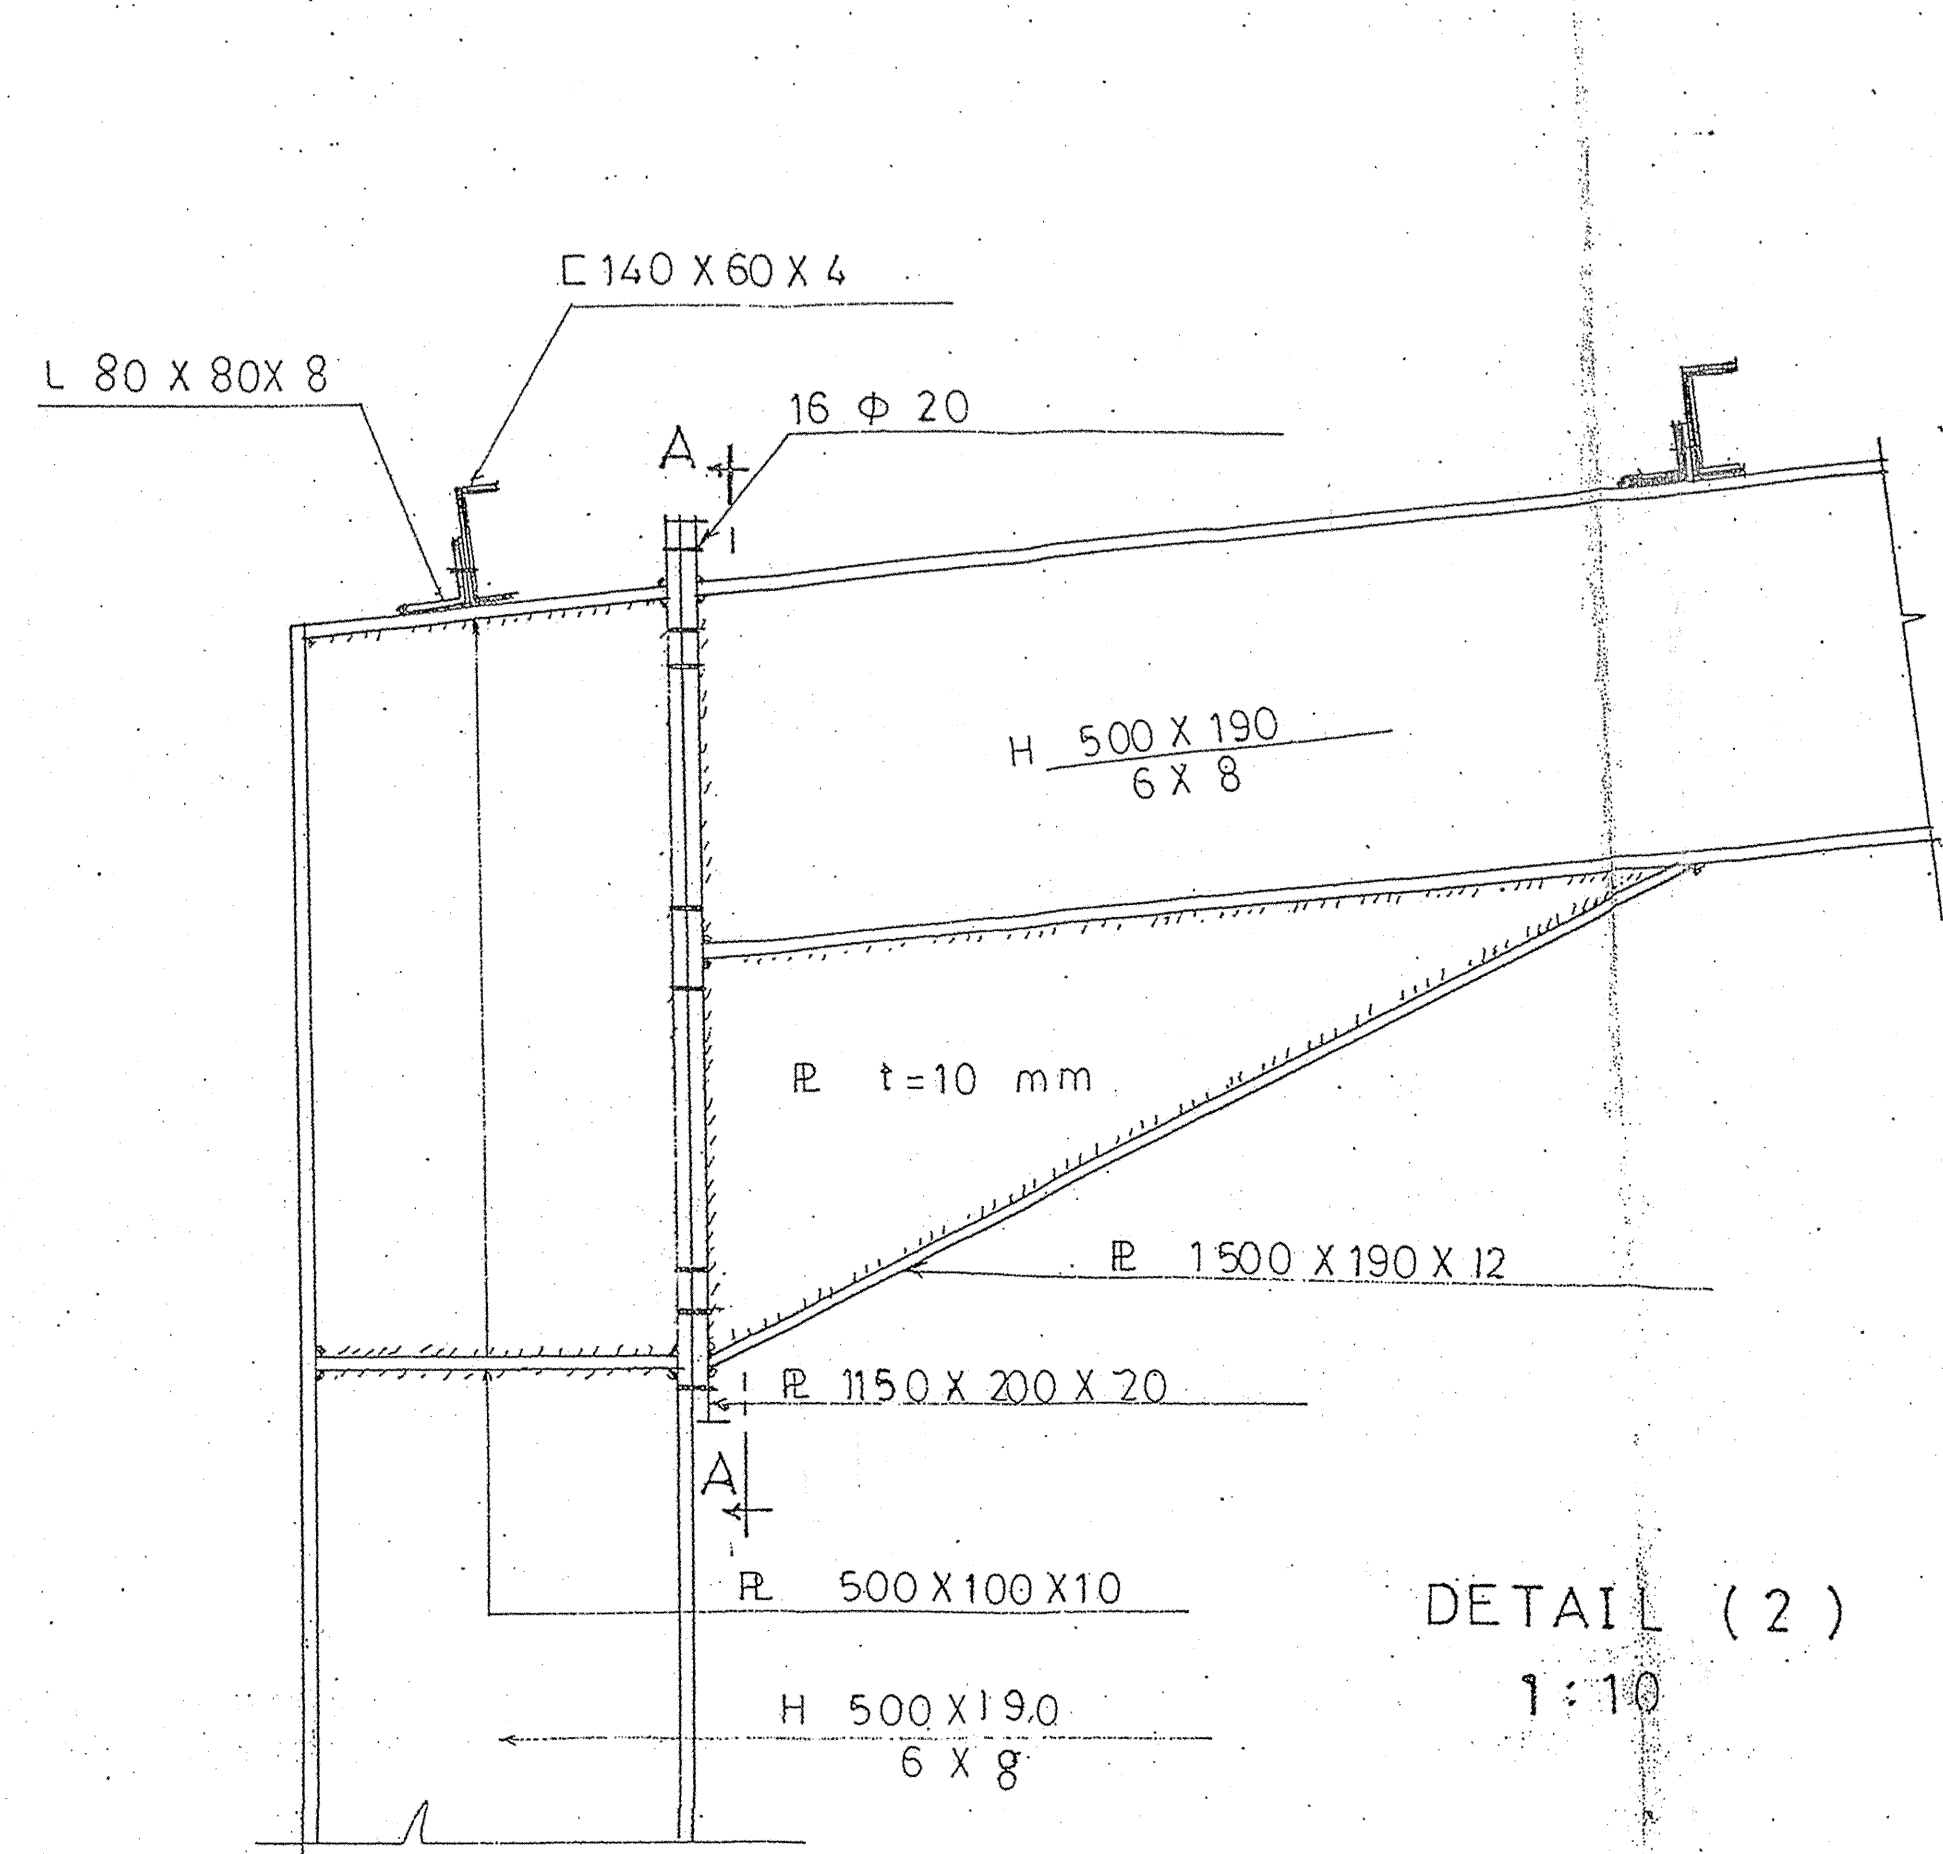 ⊏ 140 X 60 X 4
L 80 X 80 X 8
16 Φ 20
A
H 500 X 190
6 X 8
PL t=10 mm
PL 1500 X 190 X 12
PL 1150 X 200 X 20
A
PL 500 X 100 X 10
DETAIL (2)
1:10
H 500 X 190
6 X 8